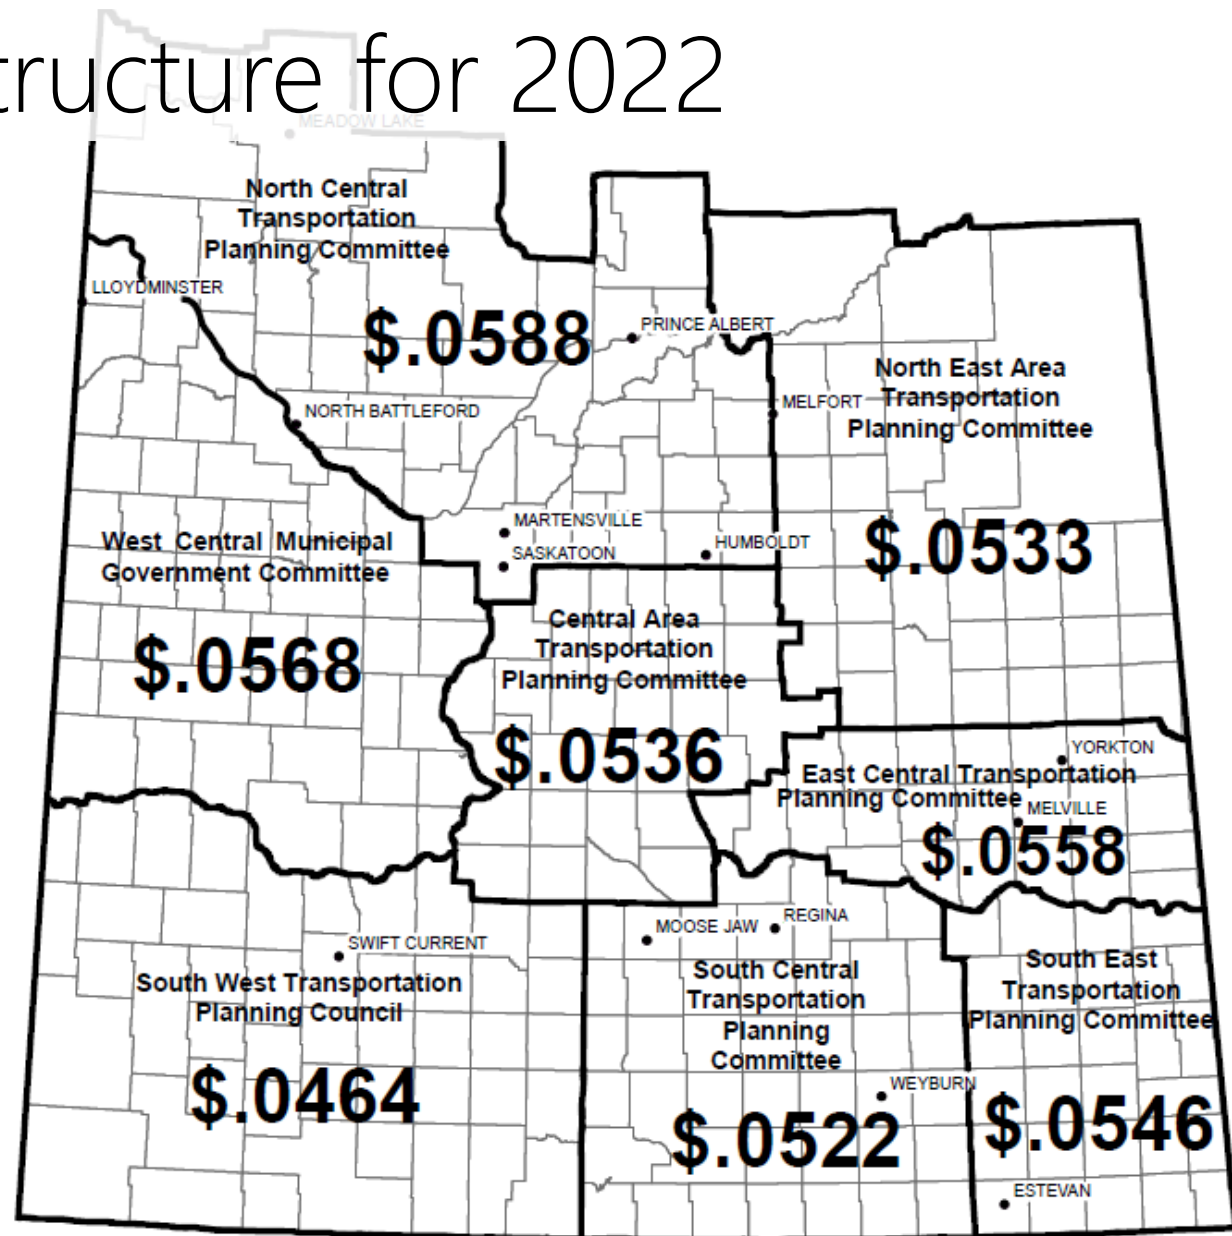 tructure for 2022
MEADOW LAKE
North Central
Transportation
Planning Committee
LLOYDMINSTER
$.0588
PRINCE ALBERT
North East Area
Transportation
Planning Committee
MELFORT
NORTH BATTLEFORD
MARTENSVILLE
SASKATOON
HUMBOLDT
$.0533
West Central Municipal
Government Committee
$.0568
Central Area
Transportation
Planning Committee
$.0536
YORKTON
East Central Transportation
Planning Committee
MELVILLE
$.0558
SWIFT CURRENT
South West Transportation
Planning Council
$.0464
MOOSE JAW
REGINA
South Central
Transportation
Planning
Committee
WEYBURN
$.0522
South East
Transportation
Planning Committee
$.0546
ESTEVAN